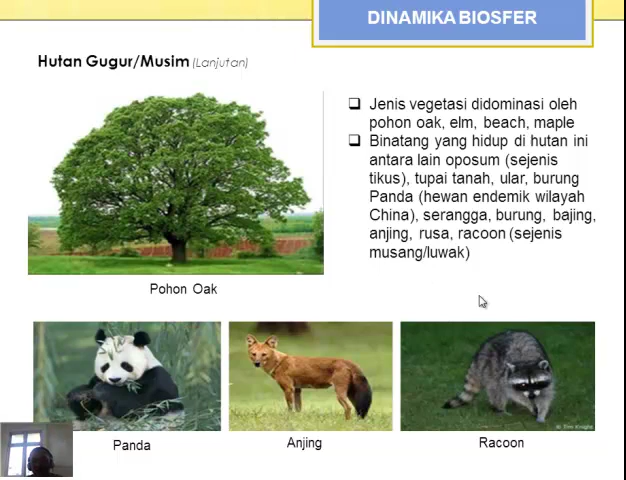 DINAMIKA BIOSFER
Hutan Gugur/Musim (Lanjutan)
❑ Jenis vegetasi didominasi oleh
pohon oak, elm, beach, maple
❑ Binatang yang hidup di hutan ini
antara lain oposum (sejenis
tikus), tupai tanah, ular, burung
Panda (hewan endemik wilayah
China), serangga, burung, bajing,
anjing, rusa, racoon (sejenis
musang/luwak)
Pohon Oak
© Tim Knight
Panda
Anjing
Racoon